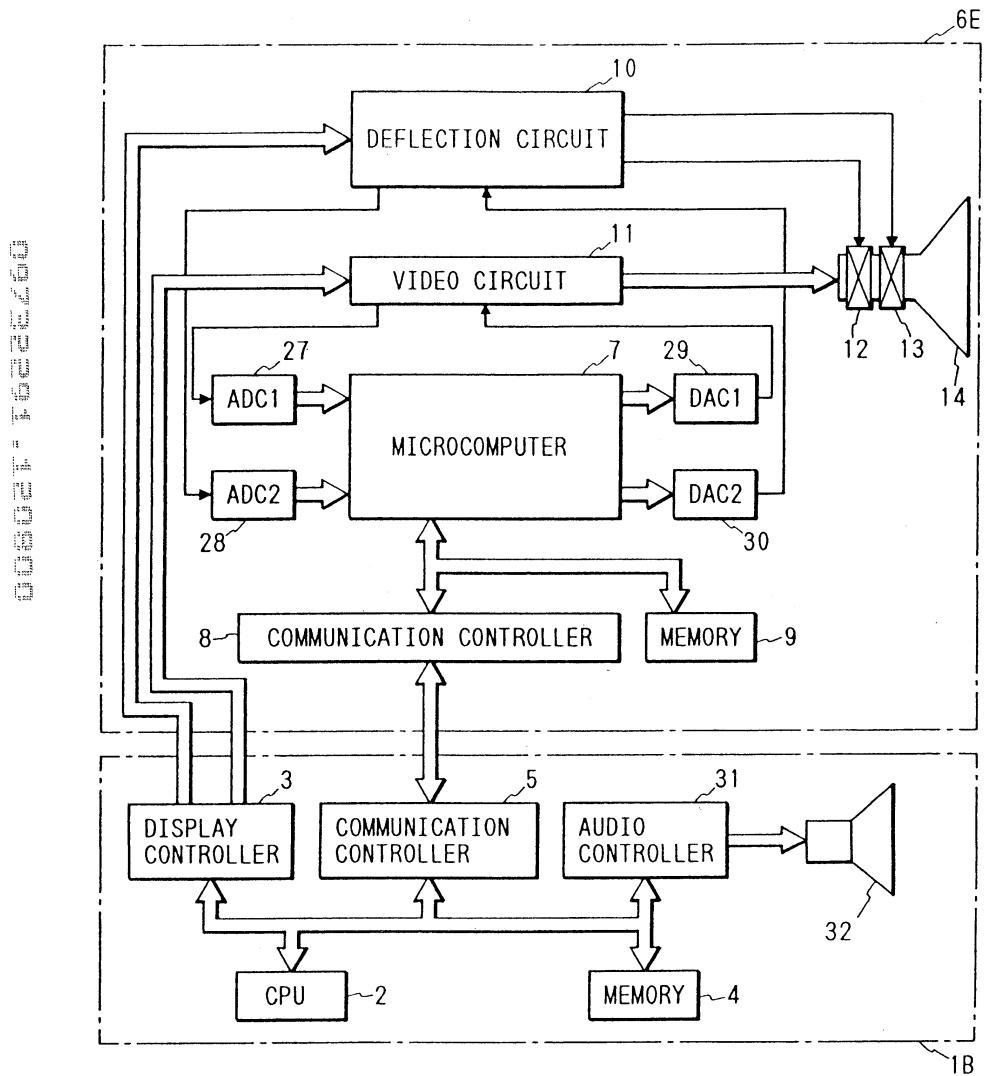 6E
10
DEFLECTION CIRCUIT
11
VIDEO CIRCUIT
12
13
14
27
ADC1
7
MICROCOMPUTER
29
DAC1
ADC2
28
DAC2
30
8
COMMUNICATION CONTROLLER
MEMORY
9
3
DISPLAY
CONTROLLER
5
COMMUNICATION
CONTROLLER
31
AUDIO
CONTROLLER
32
CPU
2
MEMORY
4
1B